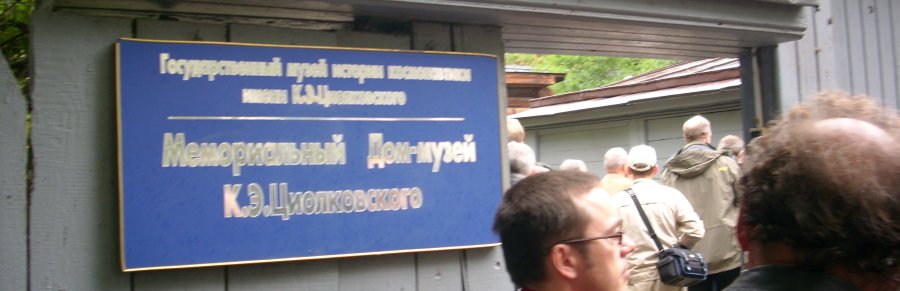 Государственный музей истории космонавтики
имени К.Э.Циолковского
Мемориальный Дом-музей
К.Э.Циолковского